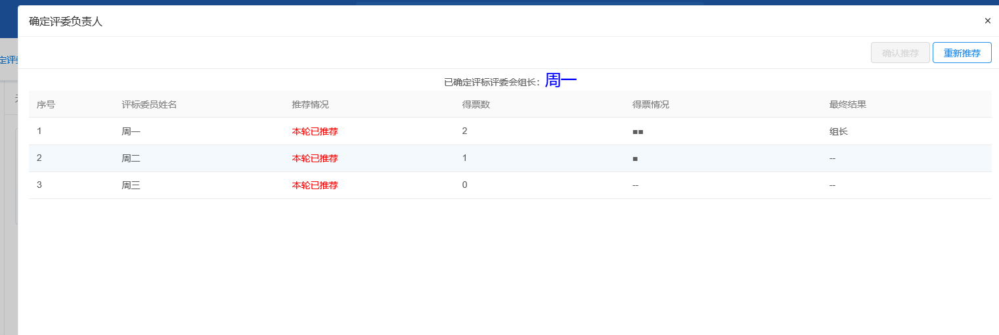 确定评委负责人 ×
确认推荐 重新推荐
定评
已确定评标评委会组长：周一
序号 评标委员姓名 推荐情况 得票数 得票情况 最终结果
1 周一 本轮已推荐 2 ■■ 组长
2 周二 本轮已推荐 1 ■ --
3 周三 本轮已推荐 0 -- --